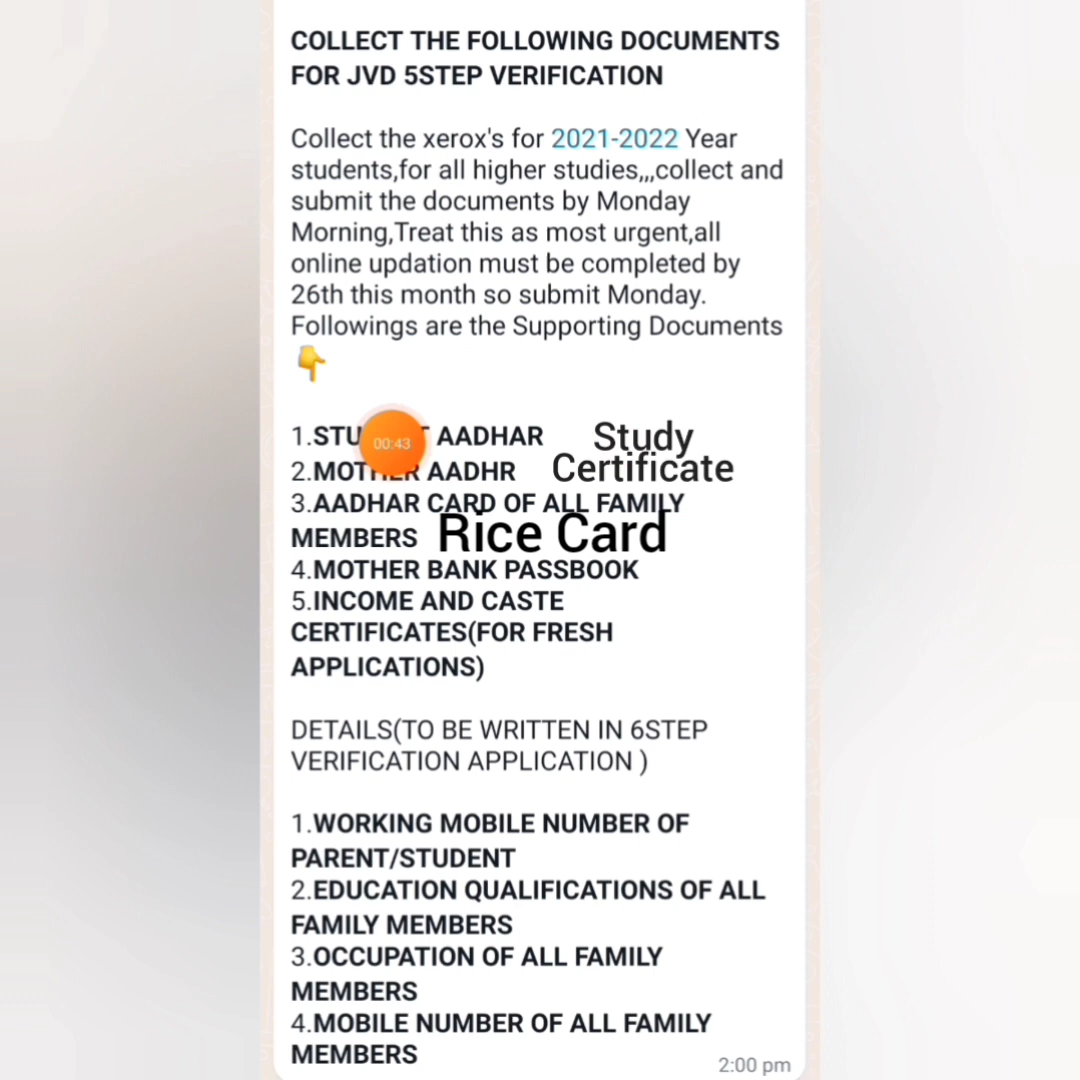 COLLECT THE FOLLOWING DOCUMENTS
FOR JVD 5STEP VERIFICATION
Collect the xerox's for 2021-2022 Year
students,for all higher studies,,,collect and
submit the documents by Monday
Morning,Treat this as most urgent,all
online updation must be completed by
26th this month so submit Monday.
Followings are the Supporting Documents
1.STU T AADHAR
2.MOTHER AADHR
Study
Certificate
3.AADHAR CARD OF ALL FAMILY
MEMBERS
Rice Card
4.MOTHER BANK PASSBOOK
5.INCOME AND CASTE
CERTIFICATES(FOR FRESH
APPLICATIONS)
00:43
DETAILS(TO BE WRITTEN IN 6STEP
VERIFICATION APPLICATION )
1.WORKING MOBILE NUMBER OF
PARENT/STUDENT
2.EDUCATION QUALIFICATIONS OF ALL
FAMILY MEMBERS
3.OCCUPATION OF ALL FAMILY
MEMBERS
4.MOBILE NUMBER OF ALL FAMILY
MEMBERS
2:00 pm